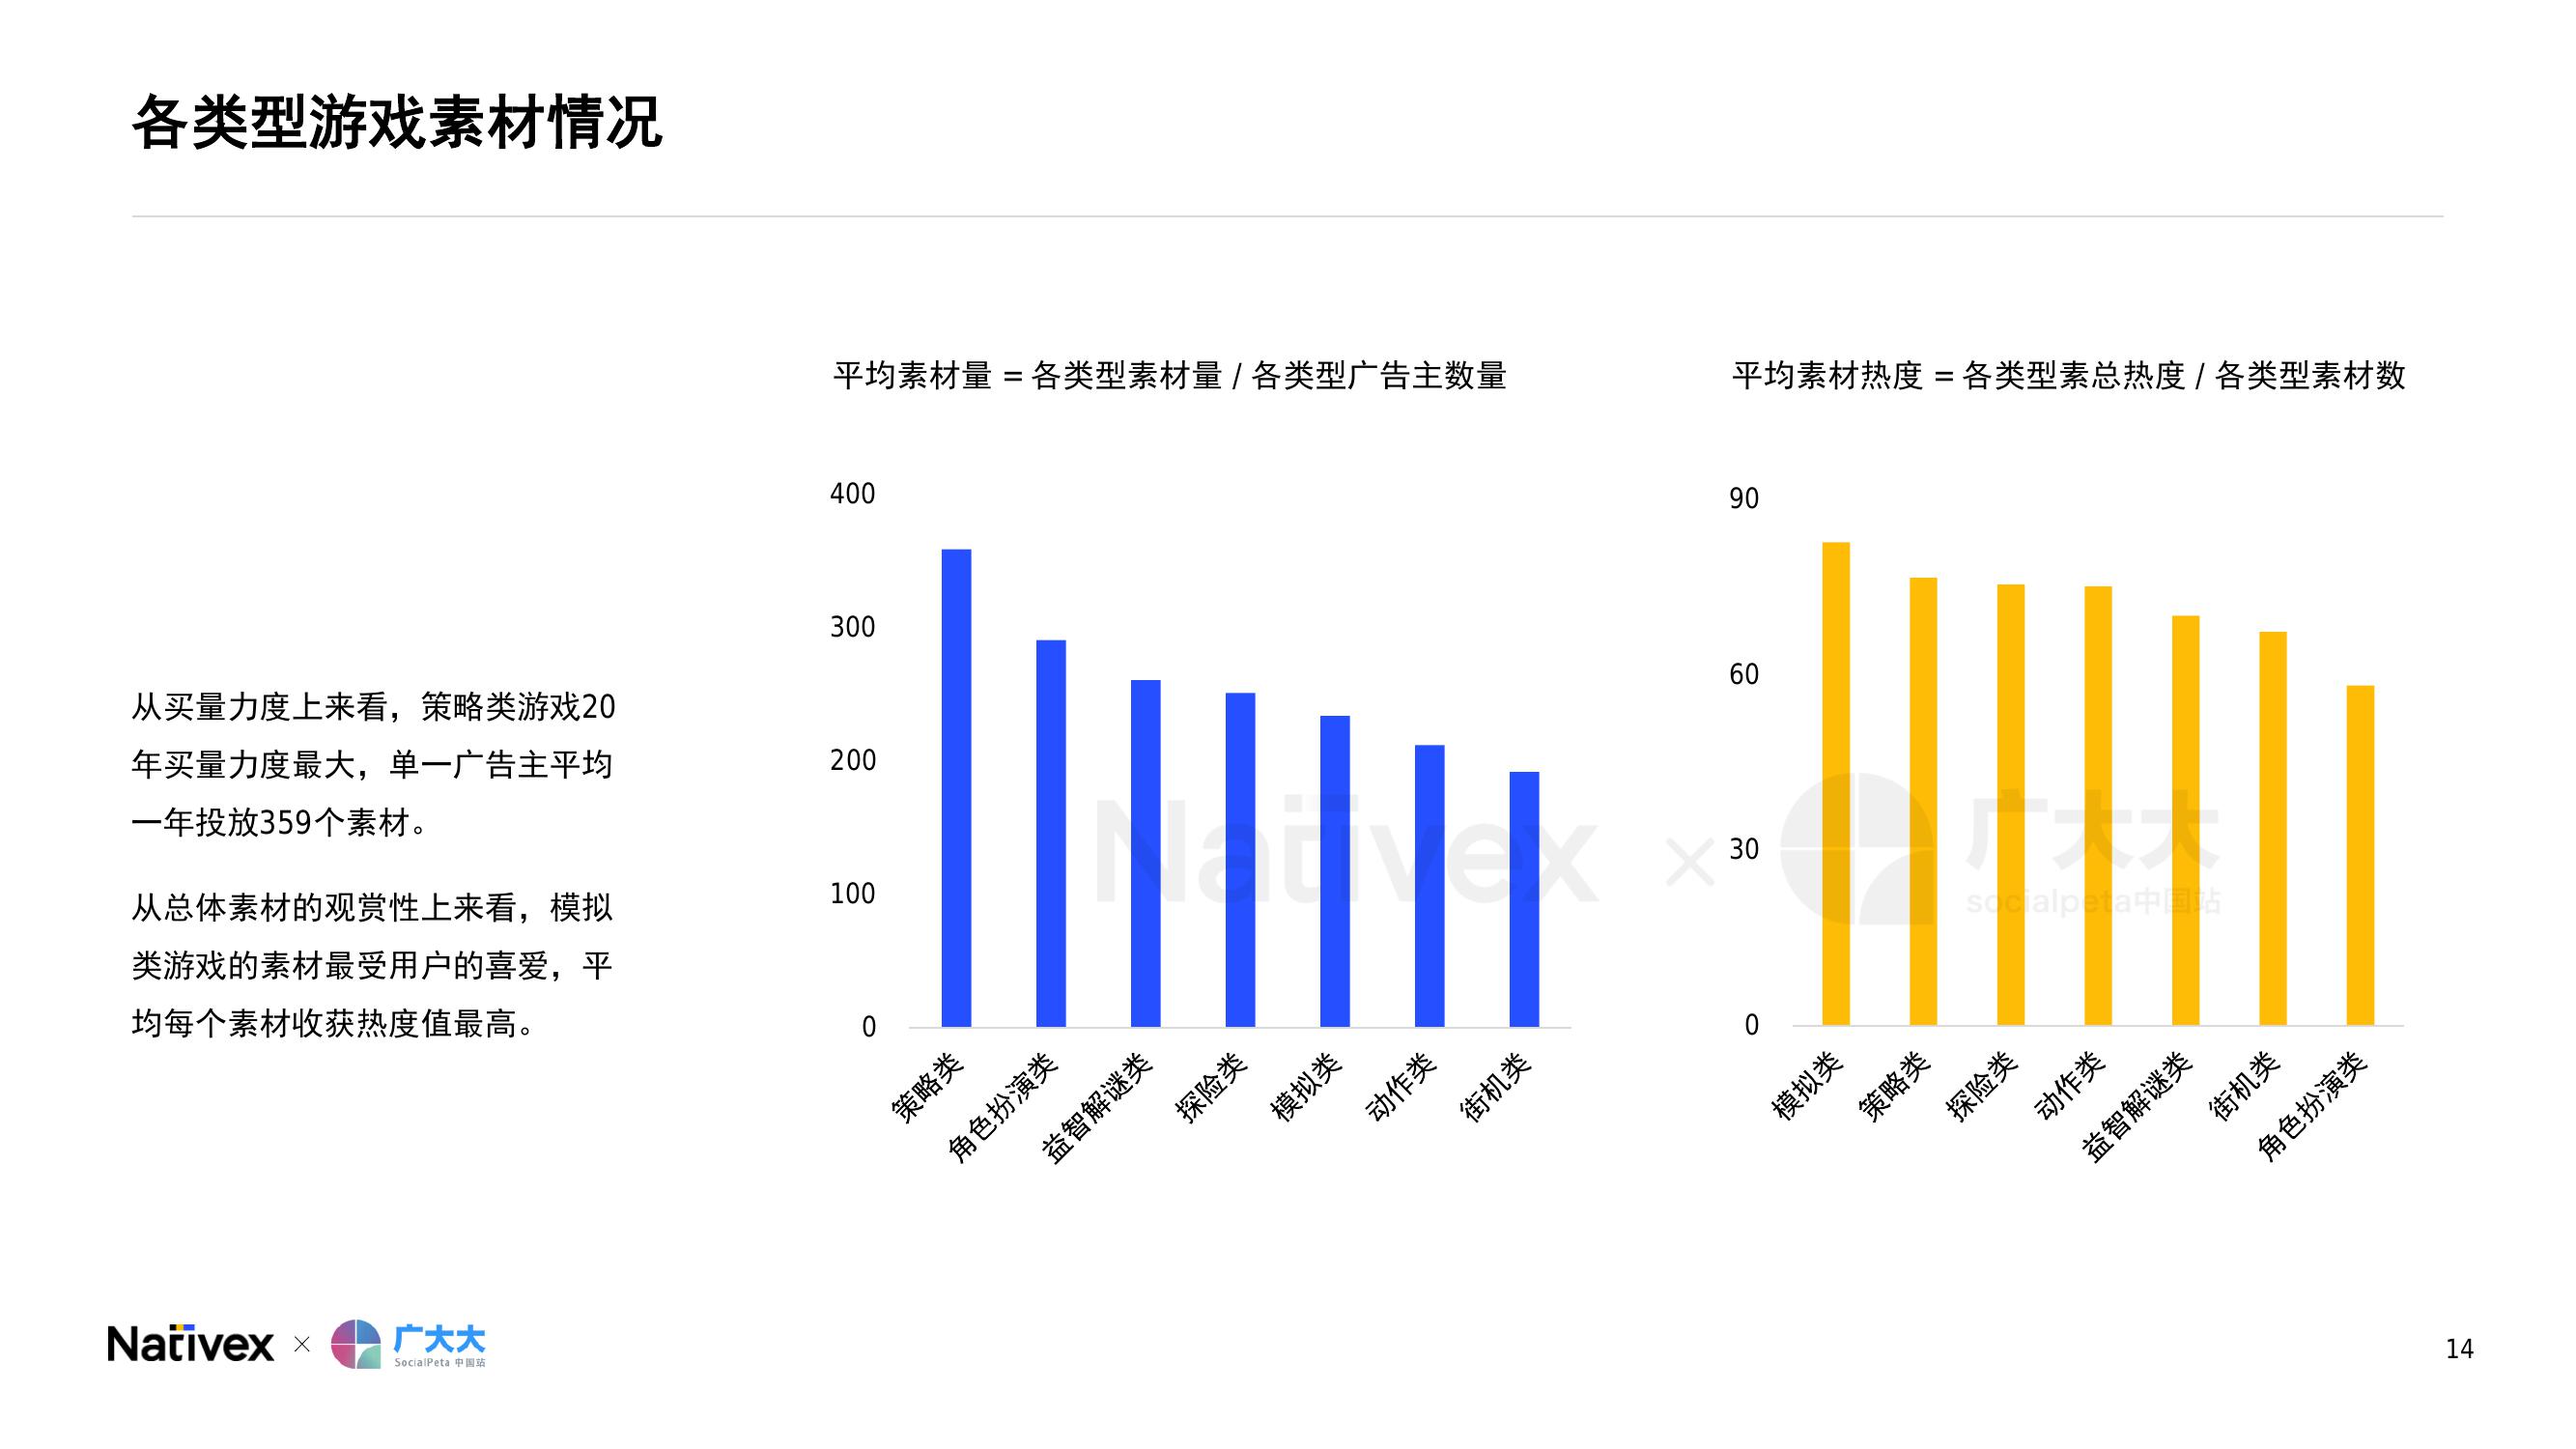 各类型游戏素材情况
从买量力度上来看，策略类游戏20
年买量力度最大，单一广告主平均
一年投放359个素材。
从总体素材的观赏性上来看，模拟
类游戏的素材最受用户的喜爱，平
均每个素材收获热度值最高。
平均素材量 = 各类型素材量 / 各类型广告主数量
400
300
200
100
0
策略类
角色扮演类
益智解谜类
探险类
模拟类
动作类
街机类
平均素材热度 = 各类型素总热度 / 各类型素材数
90
60
30
0
模拟类
策略类
探险类
动作类
益智解谜类
街机类
角色扮演类
Nativex × 广大大
socialpeta中国站
Nativex × 广大大
SocialPeta 中国站
14